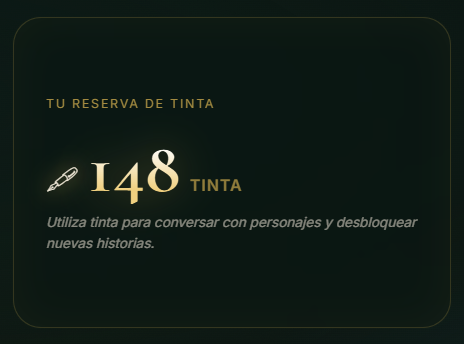 TU RESERVA DE TINTA
148 TINTA
Utiliza tinta para conversar con personajes y desbloquear
nuevas historias.